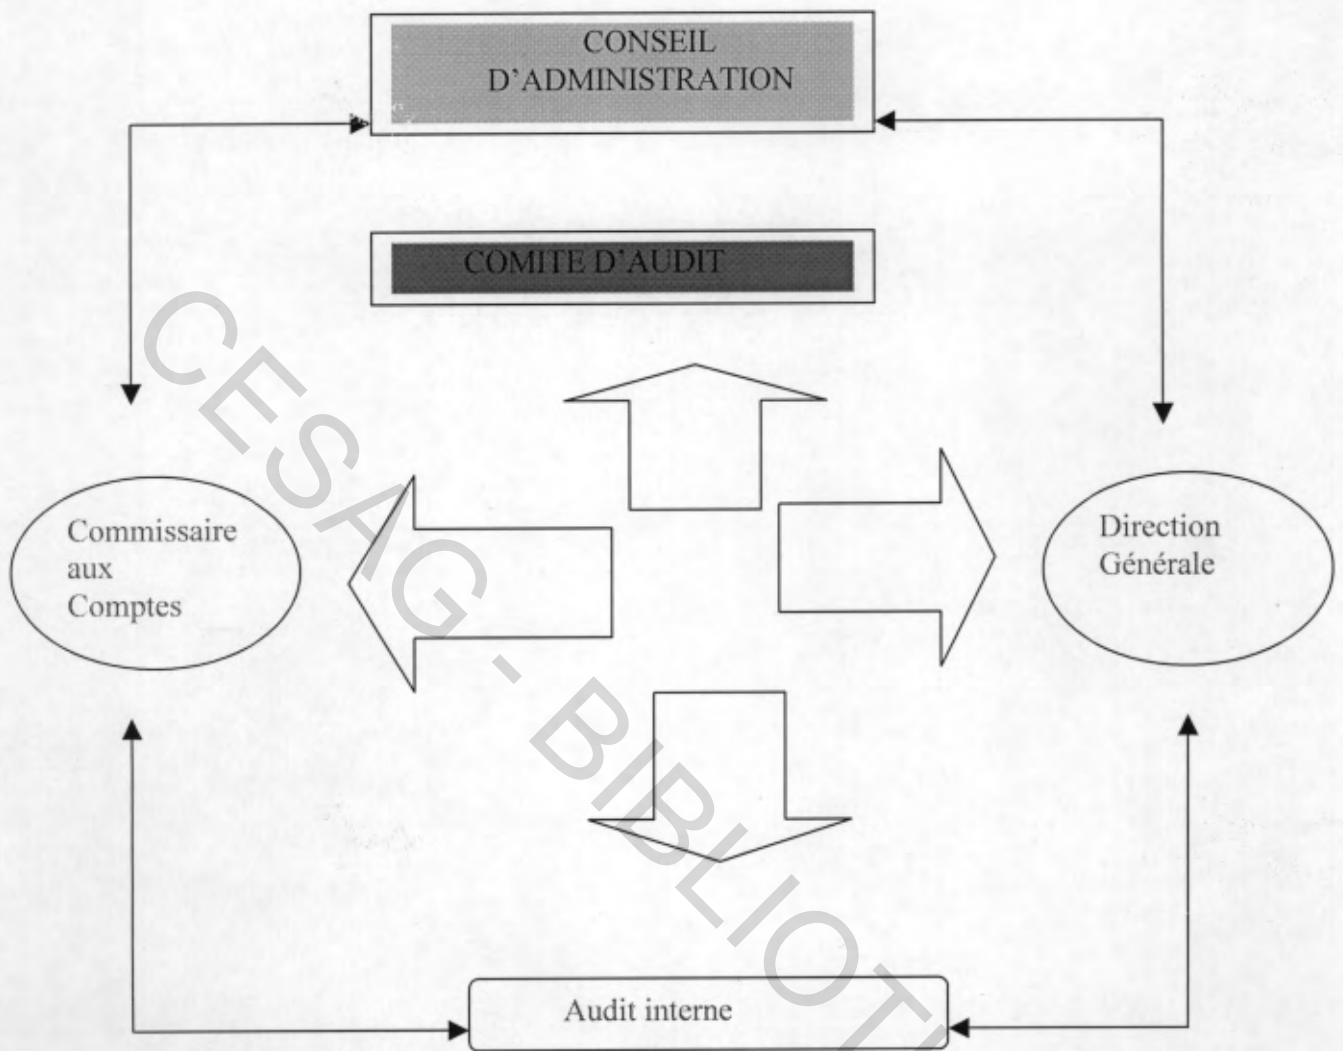 CONSEIL
D'ADMINISTRATION
COMITE D'AUDIT
Commissaire
aux
Comptes
Direction
Générale
Audit interne
CESAG - BIBLIOT